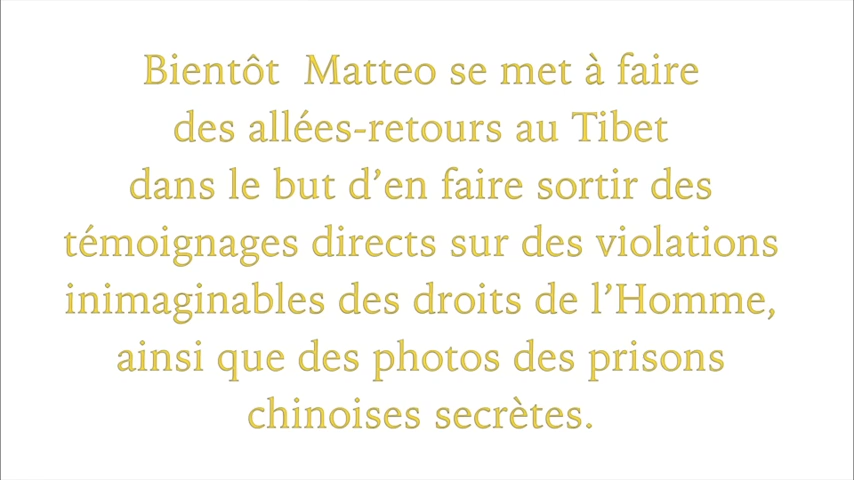 Bientôt  Matteo se met à faire
des allées-retours au Tibet
dans le but d’en faire sortir des
témoignages directs sur des violations
inimaginables des droits de l’Homme,
ainsi que des photos des prisons
chinoises secrètes.